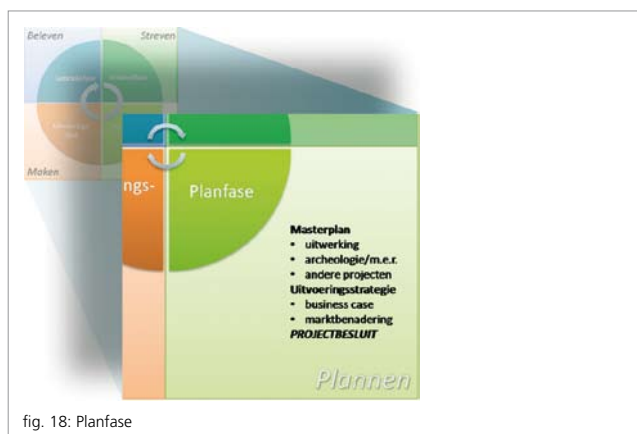 Beleven
Streven
Maken
ngs-
Planfase
Masterplan
• uitwerking
• archeologie/m.e.r.
• andere projecten
Uitvoeringsstrategie
• business case
• marktbenadering
PROJECTBESLUIT
Plannen
fig. 18: Planfase